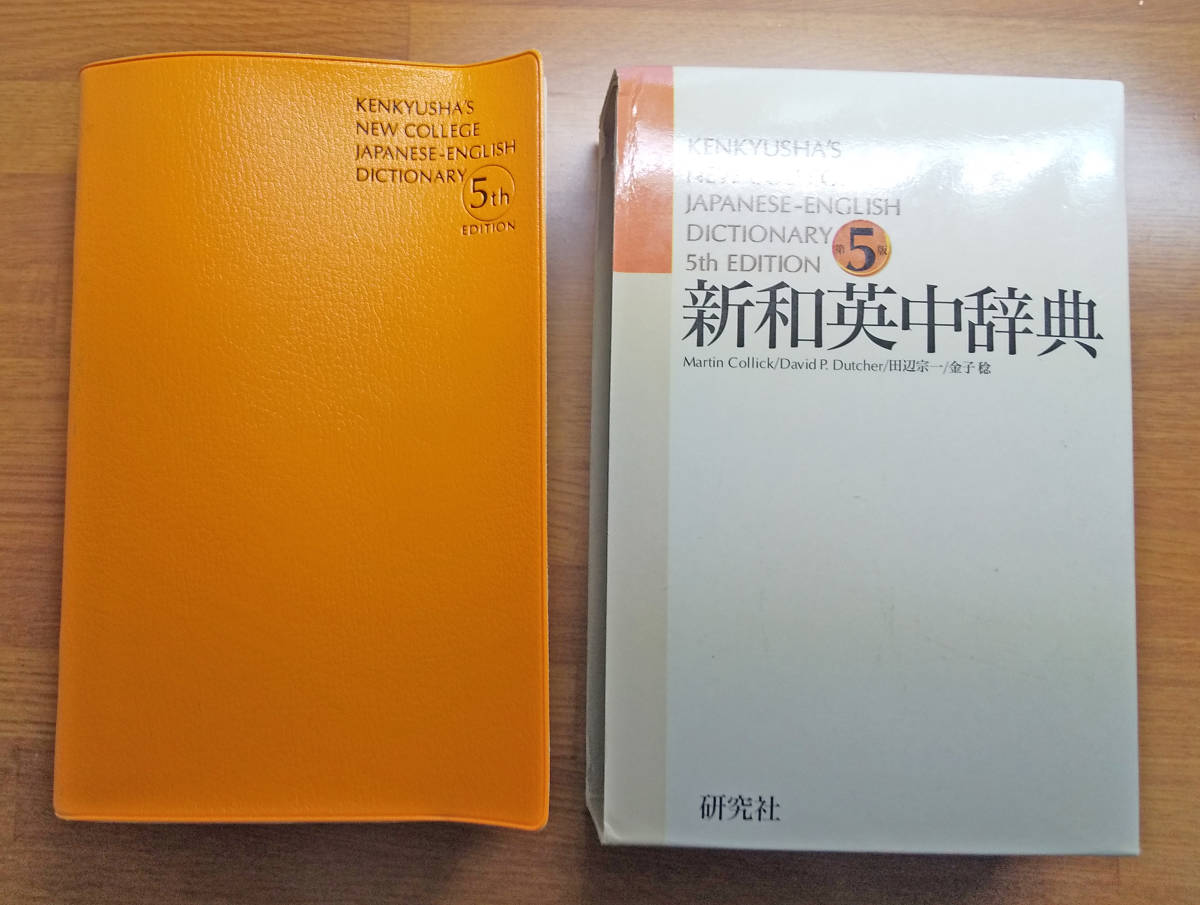 KENKYUSHA'S
NEW COLLEGE
JAPANESE-ENGLISH
DICTIONARY
5th
EDITION
KENKYUSHA'S
JAPANESE-ENGLISH
DICTIONARY
第5版
5th EDITION
新和英中辞典
Martin Collick/David P. Dutcher/田辺宗一/金子 稔
研究社